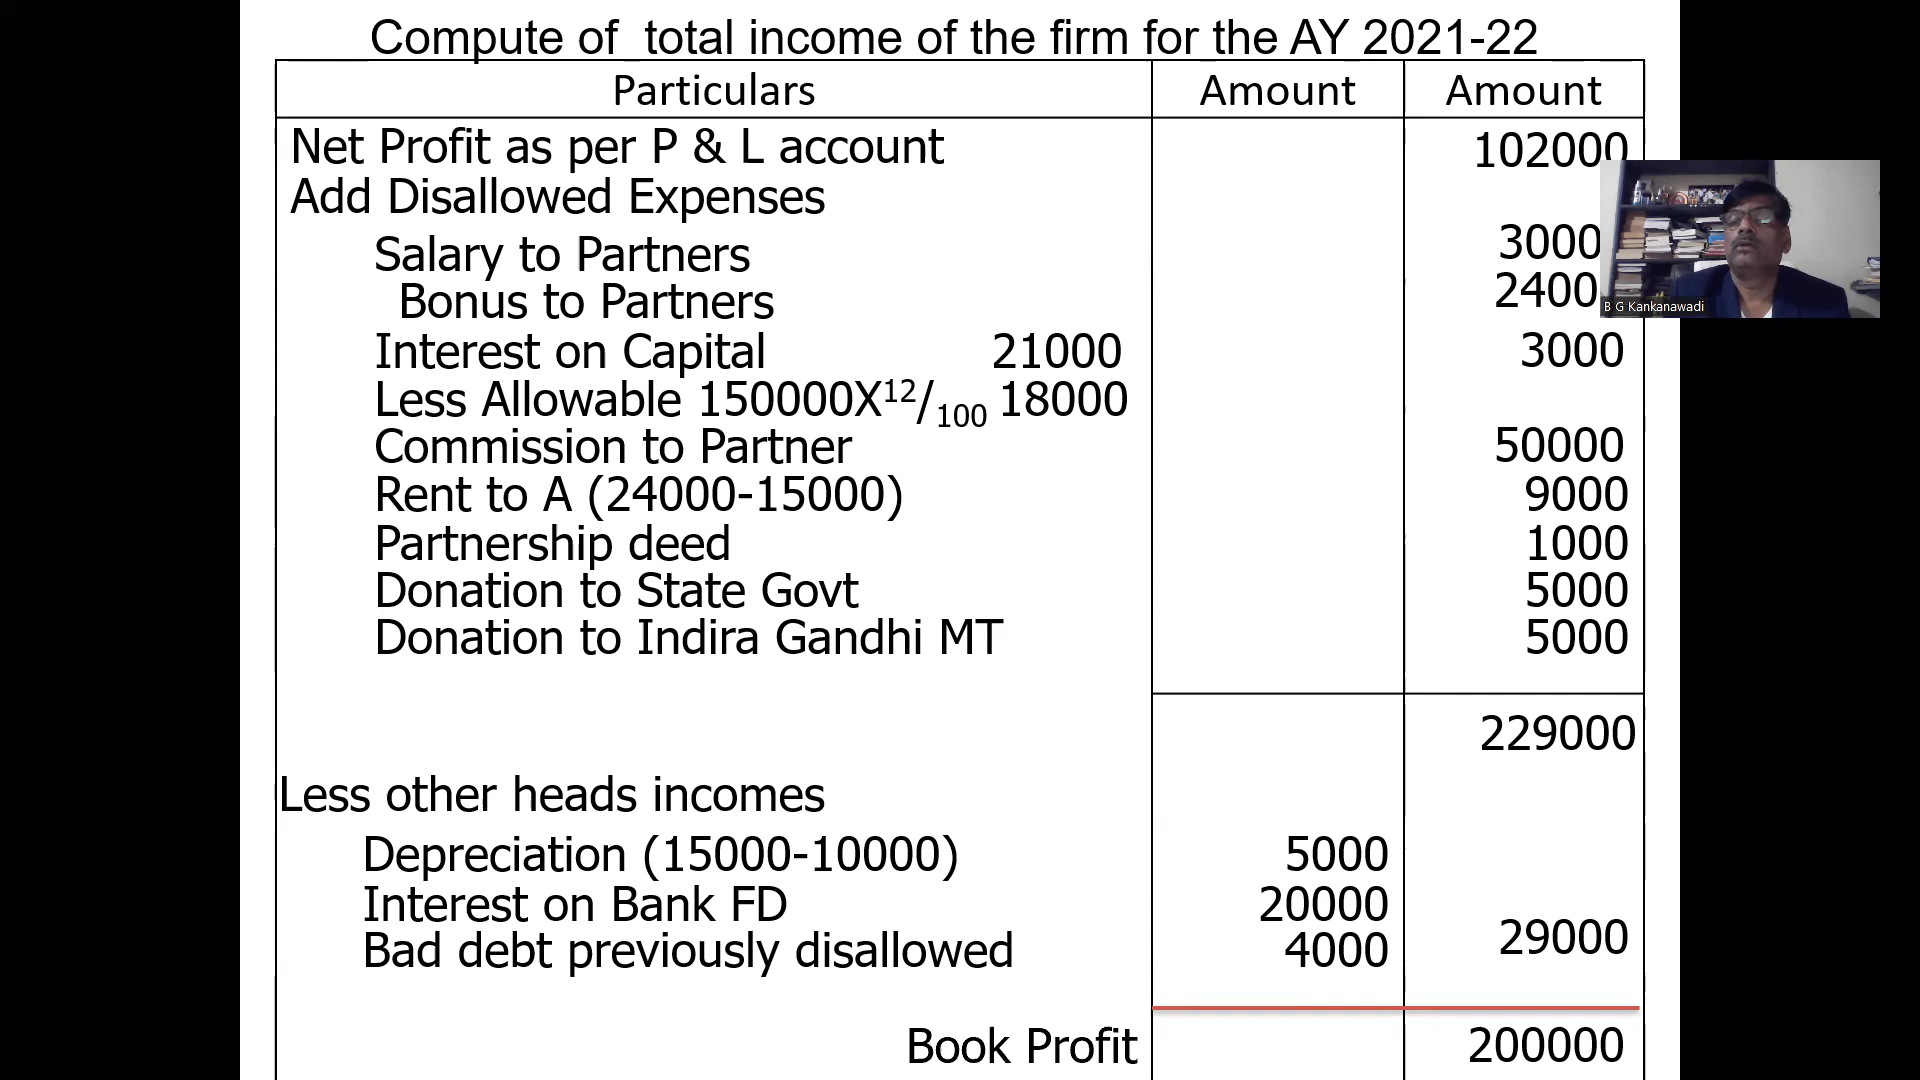 Compute of total income of the firm for the AY 2021-22
Particulars Amount Amount
Net Profit as per P & L account 102000
Add Disallowed Expenses
Salary to Partners 3000
Bonus to Partners 2400
Interest on Capital 21000 3000
Less Allowable 150000X12/100 18000
Commission to Partner 50000
Rent to A (24000-15000) 9000
Partnership deed 1000
Donation to State Govt 5000
Donation to Indira Gandhi MT 5000
229000
Less other heads incomes
Depreciation (15000-10000) 5000
Interest on Bank FD 20000
Bad debt previously disallowed 4000 29000
Book Profit 200000
B G Kankanawadi